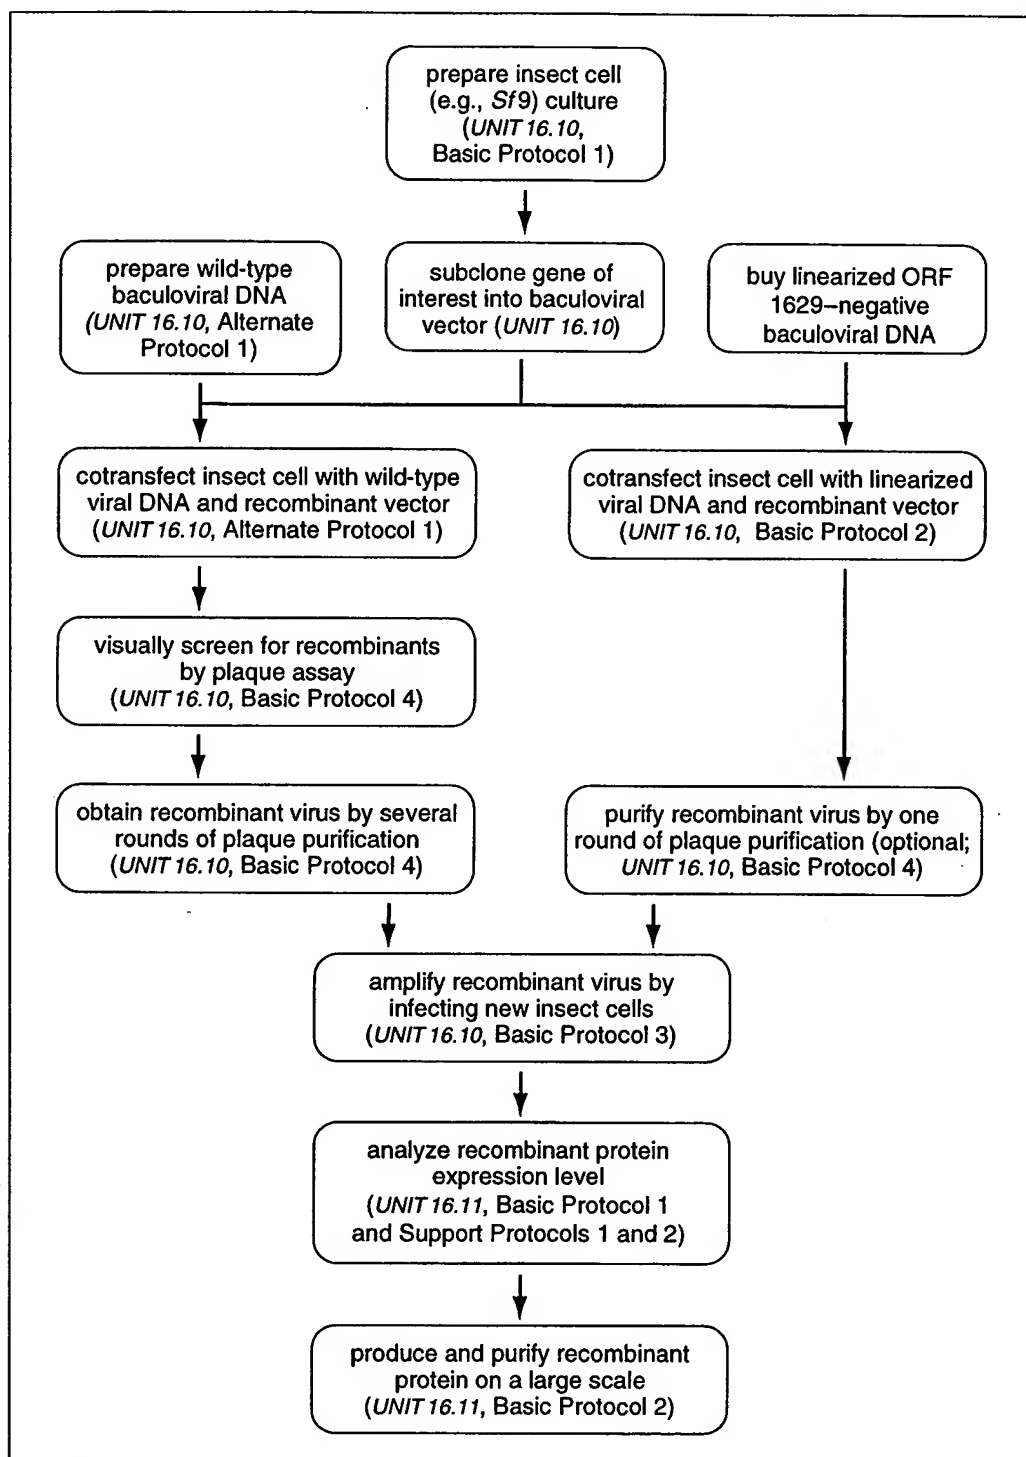 prepare insect cell
(e.g., Sf9) culture
(UNIT 16.10,
Basic Protocol 1)
prepare wild-type
baculoviral DNA
(UNIT 16.10, Alternate
Protocol 1)
subclone gene of
interest into baculoviral
vector (UNIT 16.10)
buy linearized ORF
1629–negative
baculoviral DNA
cotransfect insect cell with wild-type
viral DNA and recombinant vector
(UNIT 16.10, Alternate Protocol 1)
cotransfect insect cell with linearized
viral DNA and recombinant vector
(UNIT 16.10, Basic Protocol 2)
visually screen for recombinants
by plaque assay
(UNIT 16.10, Basic Protocol 4)
obtain recombinant virus by several
rounds of plaque purification
(UNIT 16.10, Basic Protocol 4)
purify recombinant virus by one
round of plaque purification (optional;
UNIT 16.10, Basic Protocol 4)
amplify recombinant virus by
infecting new insect cells
(UNIT 16.10, Basic Protocol 3)
analyze recombinant protein
expression level
(UNIT 16.11, Basic Protocol 1
and Support Protocols 1 and 2)
produce and purify recombinant
protein on a large scale
(UNIT 16.11, Basic Protocol 2)